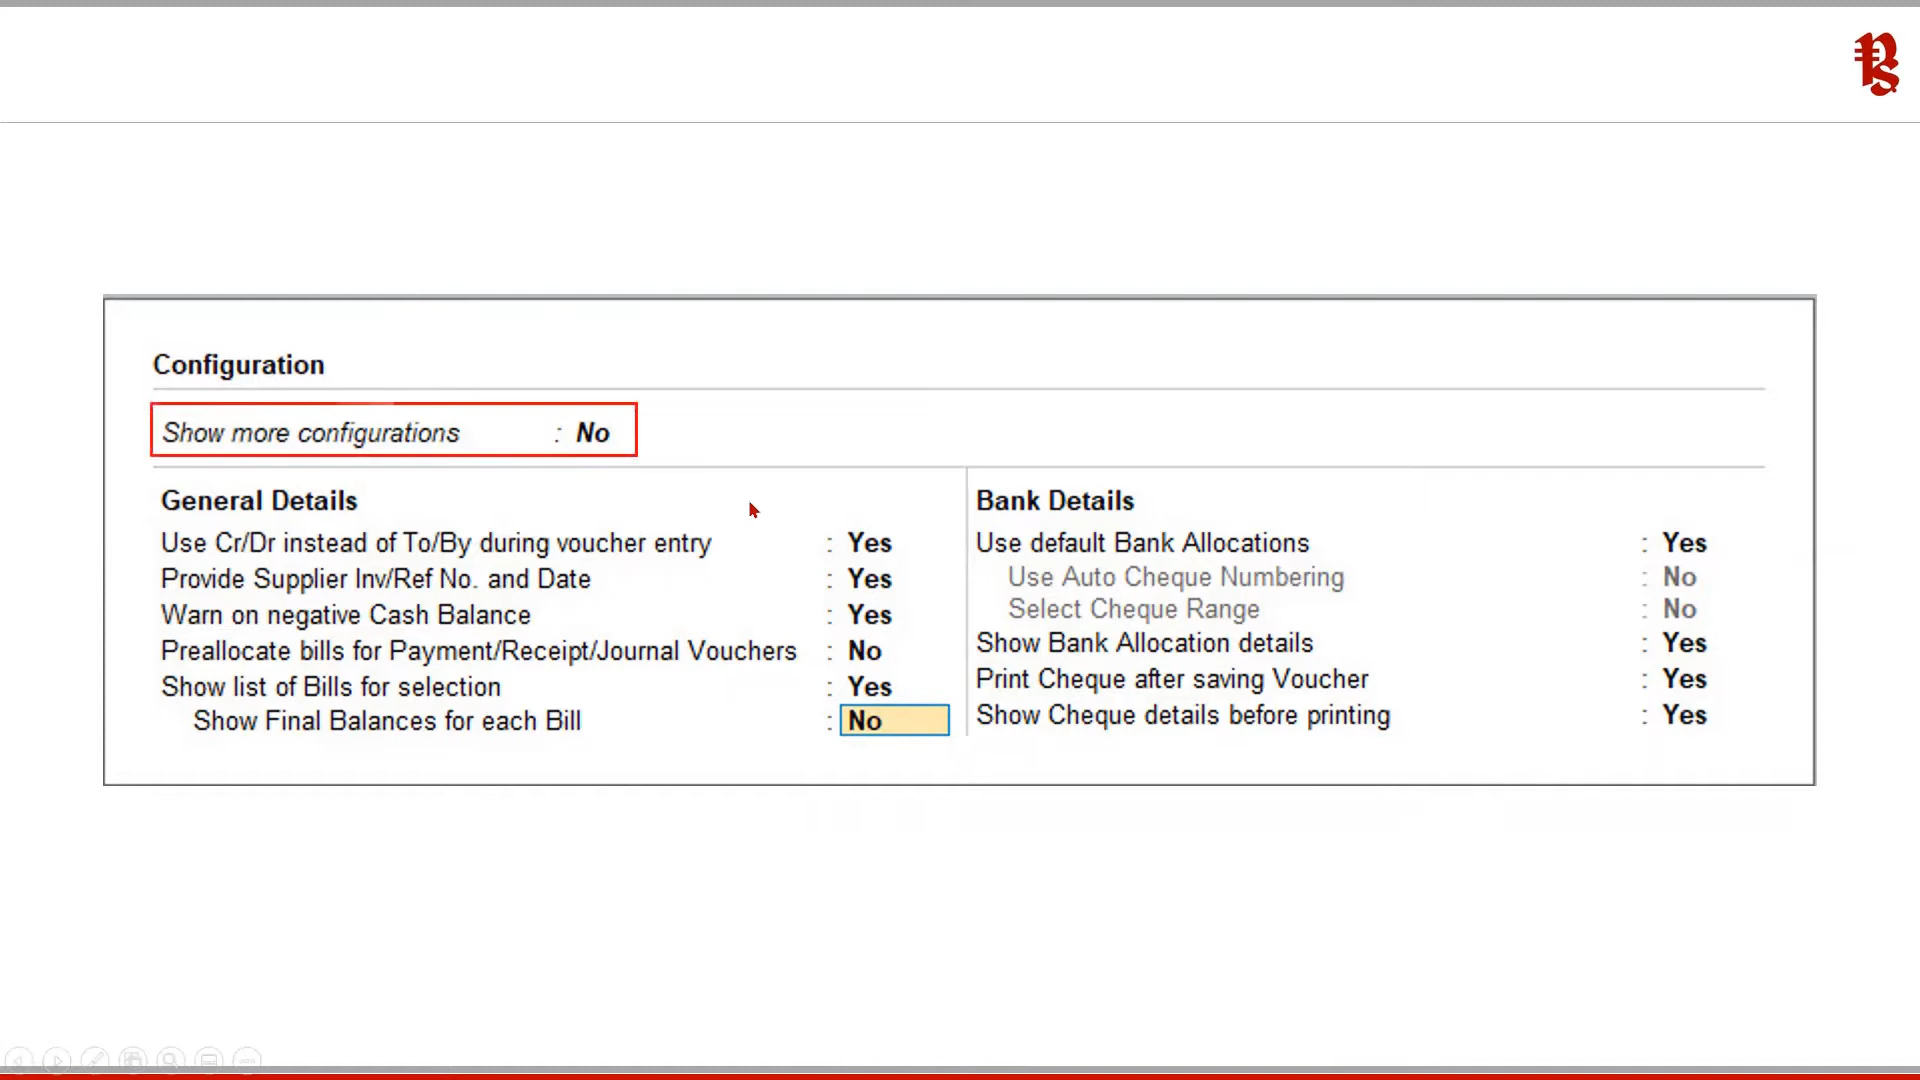 Configuration
Show more configurations : No
General Details
Use Cr/Dr instead of To/By during voucher entry : Yes
Provide Supplier Inv/Ref No. and Date : Yes
Warn on negative Cash Balance : Yes
Preallocate bills for Payment/Receipt/Journal Vouchers : No
Show list of Bills for selection : Yes
Show Final Balances for each Bill : No
Bank Details
Use default Bank Allocations : Yes
Use Auto Cheque Numbering : No
Select Cheque Range : No
Show Bank Allocation details : Yes
Print Cheque after saving Voucher : Yes
Show Cheque details before printing : Yes